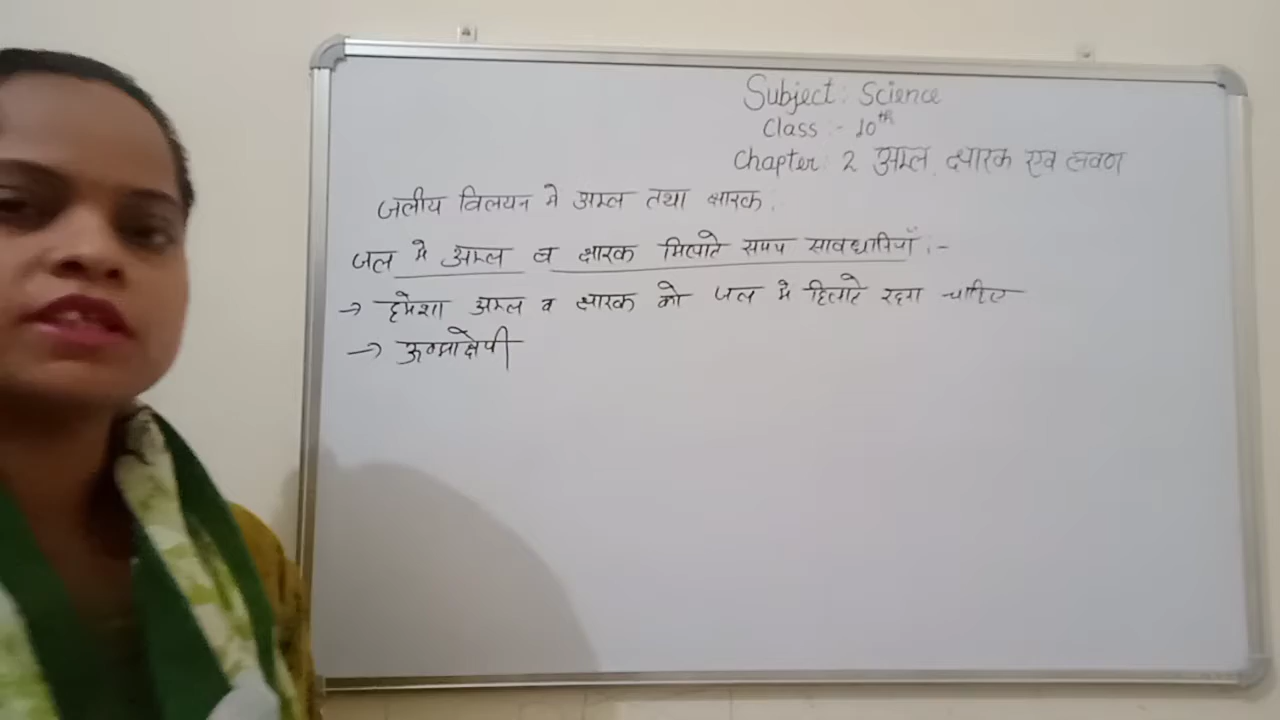 Subject: Science
Class :- 10th
Chapter: 2 अम्ल, क्षारक एव लवण
जलीय विलयन मे अम्ल तथा क्षारक :
जल मे अम्ल व क्षारक मिलाते समय सावधानियाँ :-
→ हमेशा अम्ल व क्षारक को जल मे हिलाते रहना चाहिए
→ ऊष्माक्षेपी